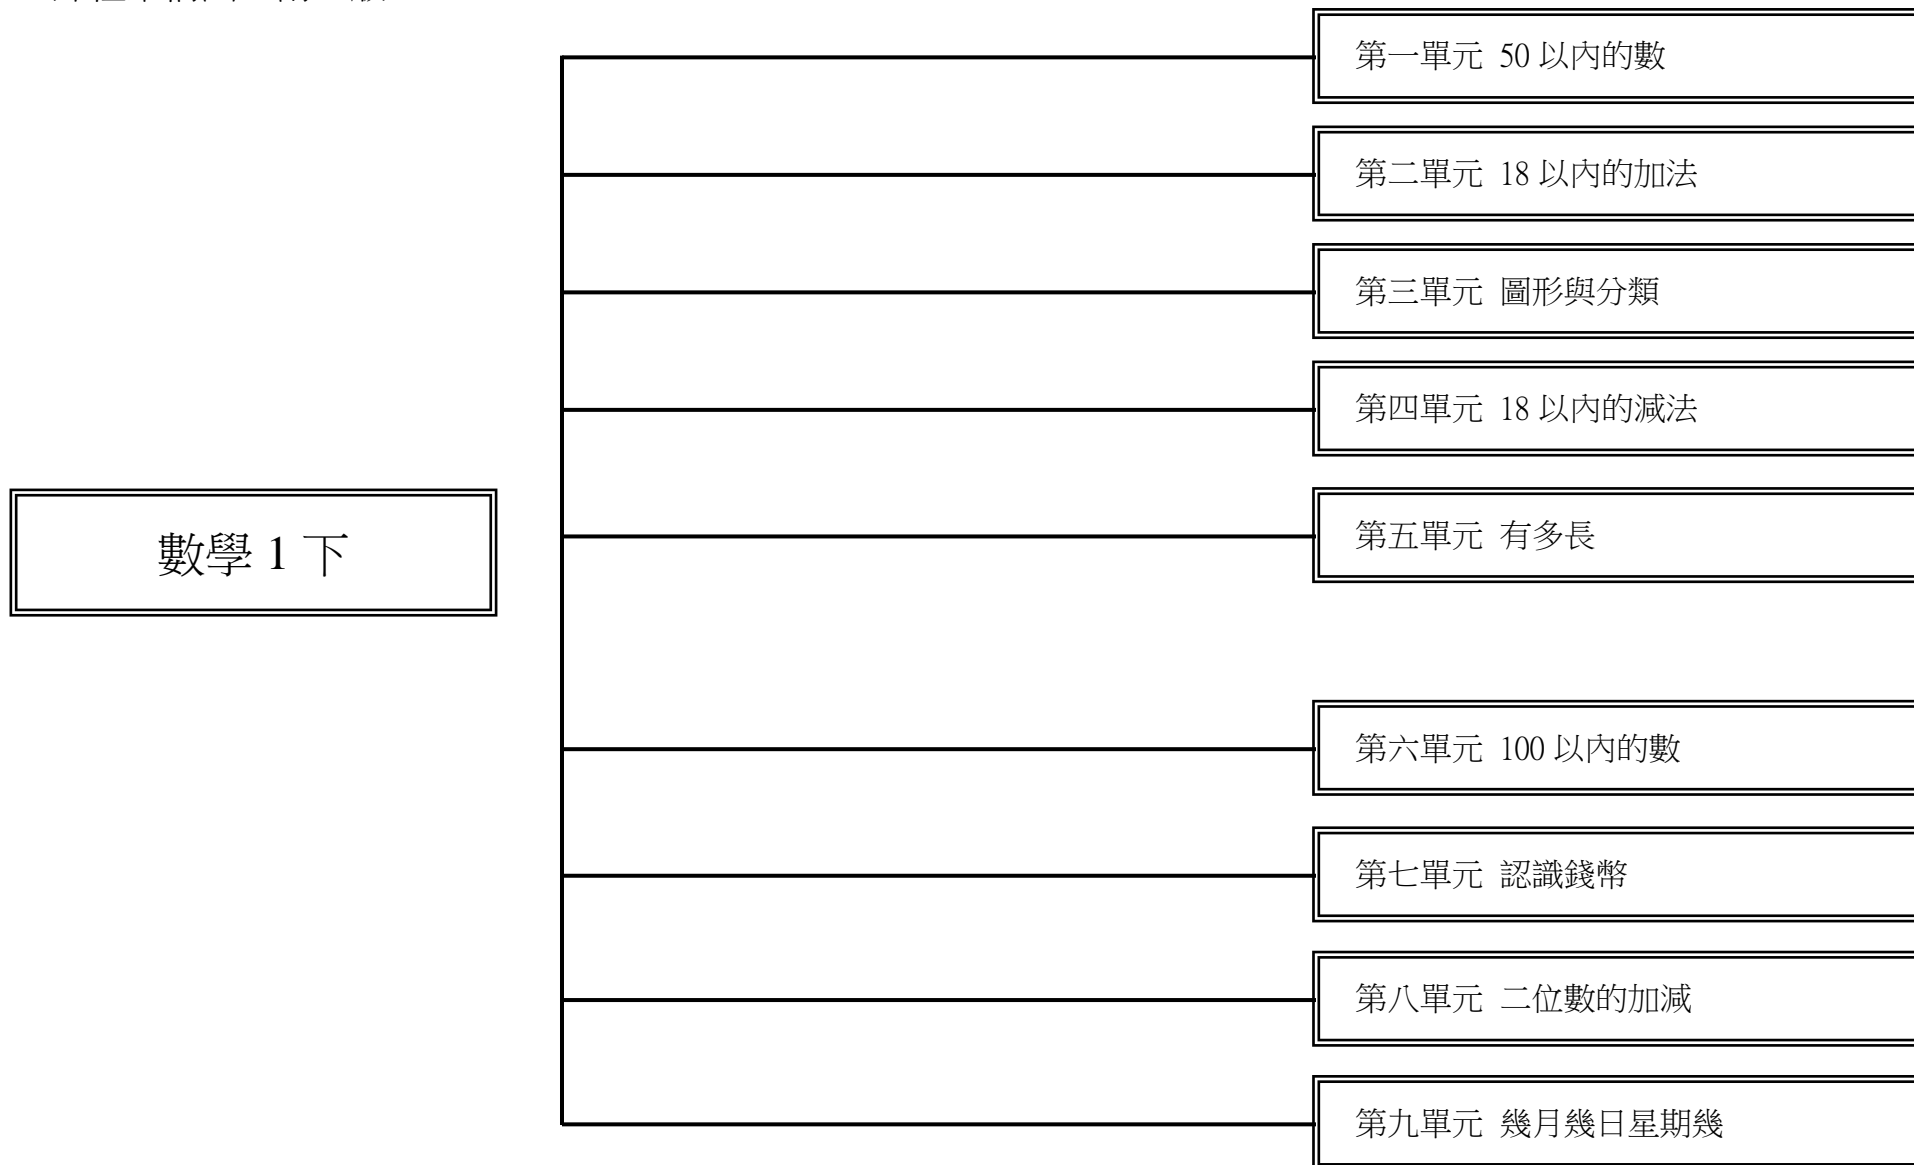 第一單元 50 以內的數
第二單元 18 以內的加法
第三單元 圖形與分類
第四單元 18 以內的減法
數學 1 下
第五單元 有多長
第六單元 100 以內的數
第七單元 認識錢幣
第八單元 二位數的加減
第九單元 幾月幾日星期幾